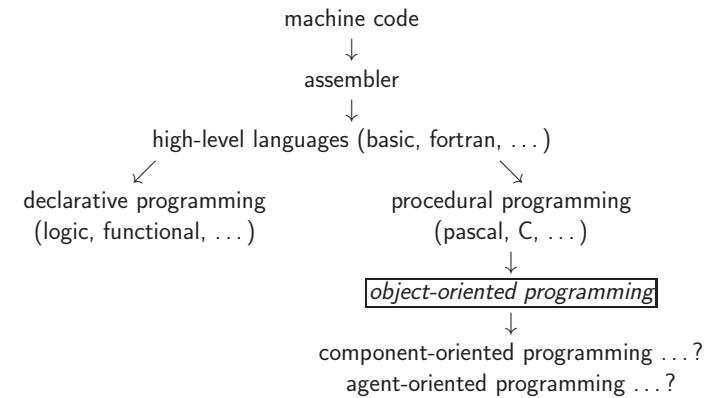 machine code
assembler
high-level languages (basic, fortran, ...)
declarative programming
(logic, functional, ...)
procedural programming
(pascal, C, ...)
object-oriented programming
component-oriented programming ...?
agent-oriented programming ...?